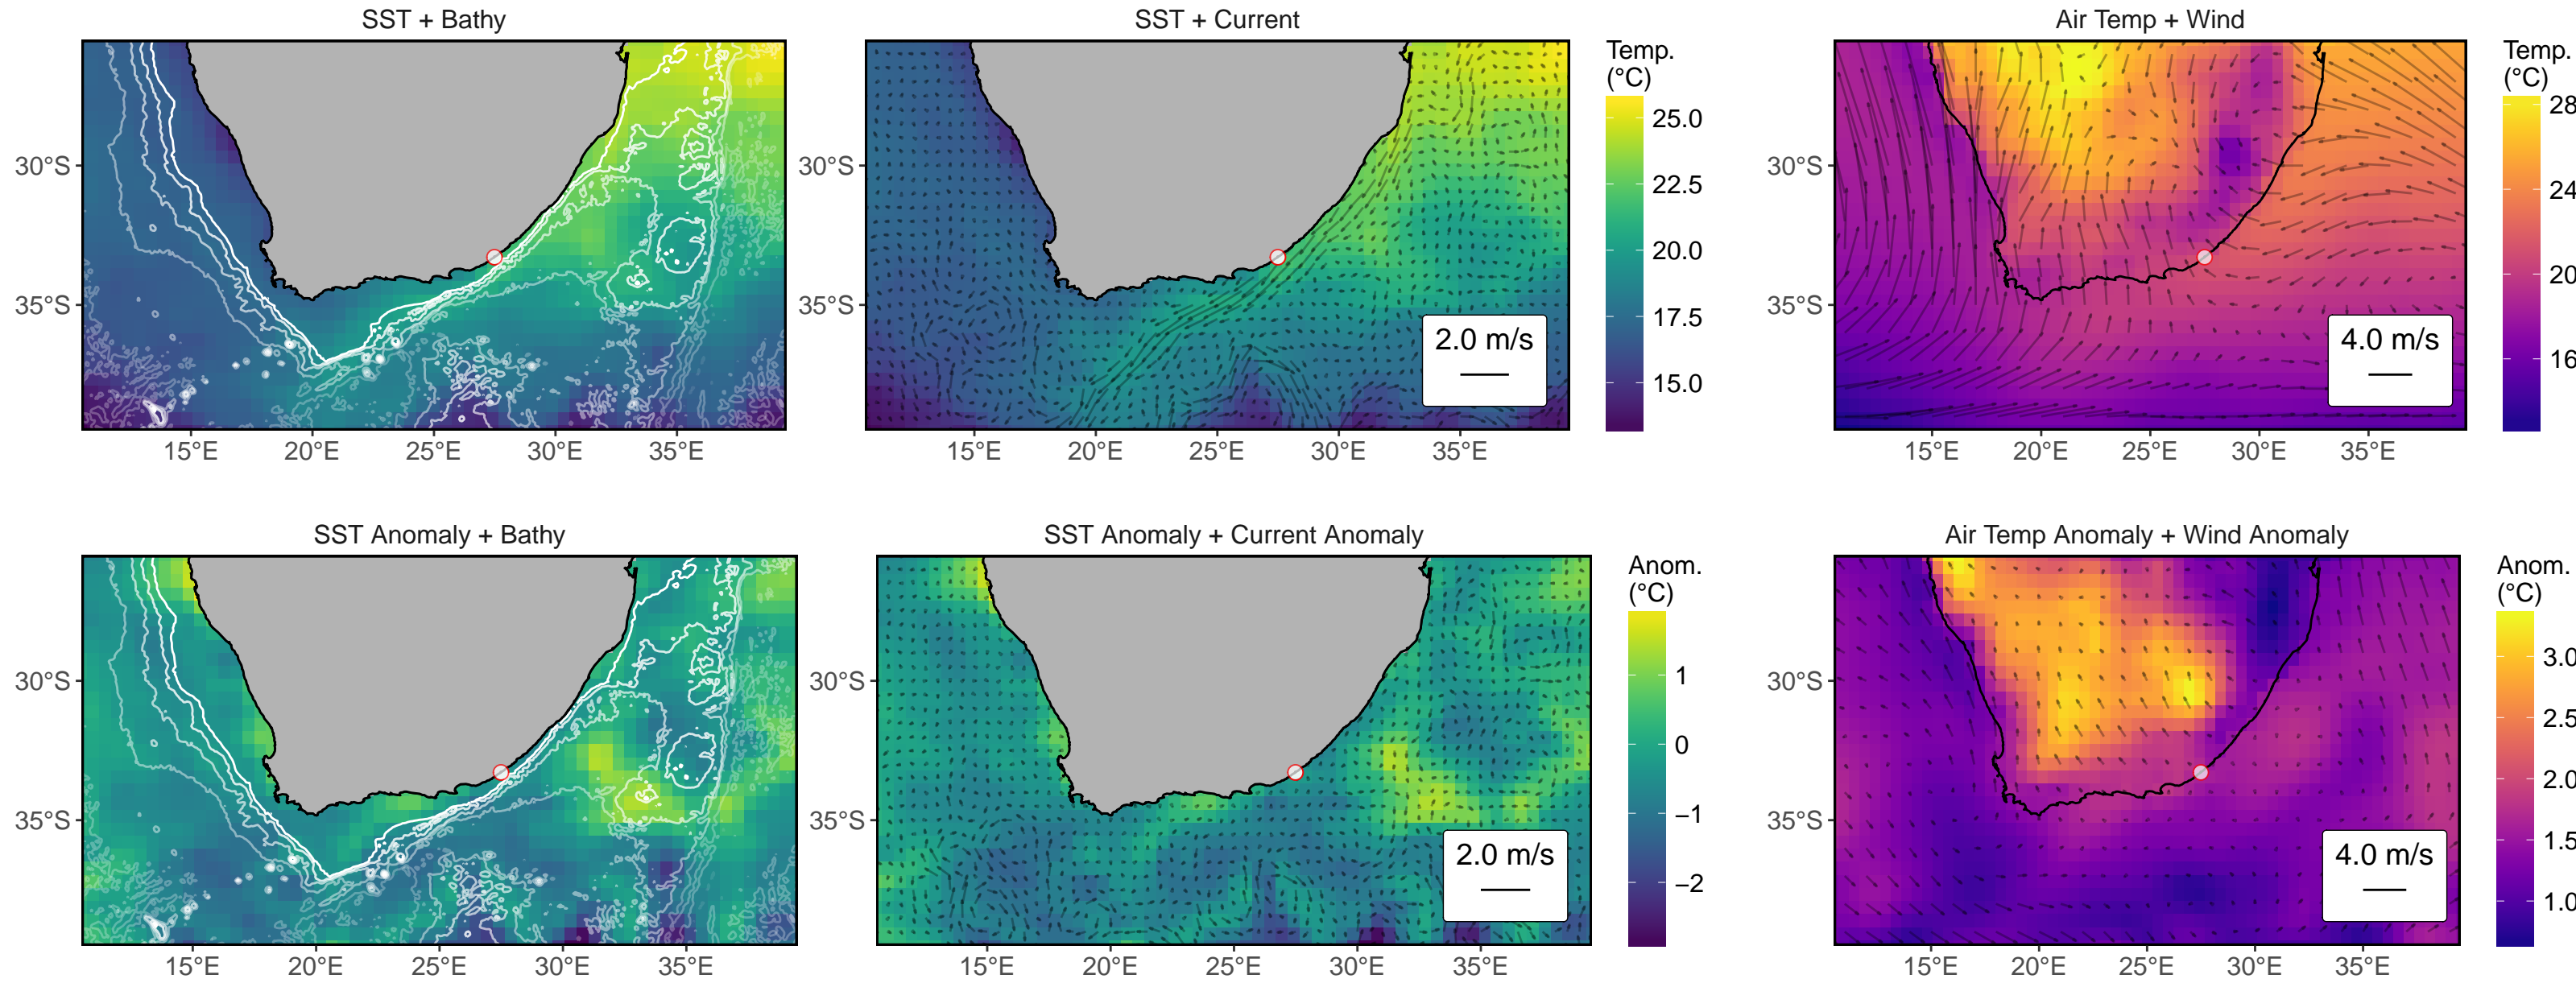 SST + Bathy
SST + Current
Air Temp + Wind
30°S
35°S
15°E
20°E
25°E
30°E
35°E
30°S
35°S
15°E
20°E
25°E
30°E
35°E
2.0 m/s
Temp.
(°C)
25.0
22.5
20.0
17.5
15.0
30°S
35°S
15°E
20°E
25°E
30°E
35°E
4.0 m/s
Temp.
(°C)
28
24
20
16
SST Anomaly + Bathy
SST Anomaly + Current Anomaly
Air Temp Anomaly + Wind Anomaly
30°S
35°S
15°E
20°E
25°E
30°E
35°E
30°S
35°S
15°E
20°E
25°E
30°E
35°E
2.0 m/s
Anom.
(°C)
1
0
−1
−2
30°S
35°S
15°E
20°E
25°E
30°E
35°E
4.0 m/s
Anom.
(°C)
3.0
2.5
2.0
1.5
1.0